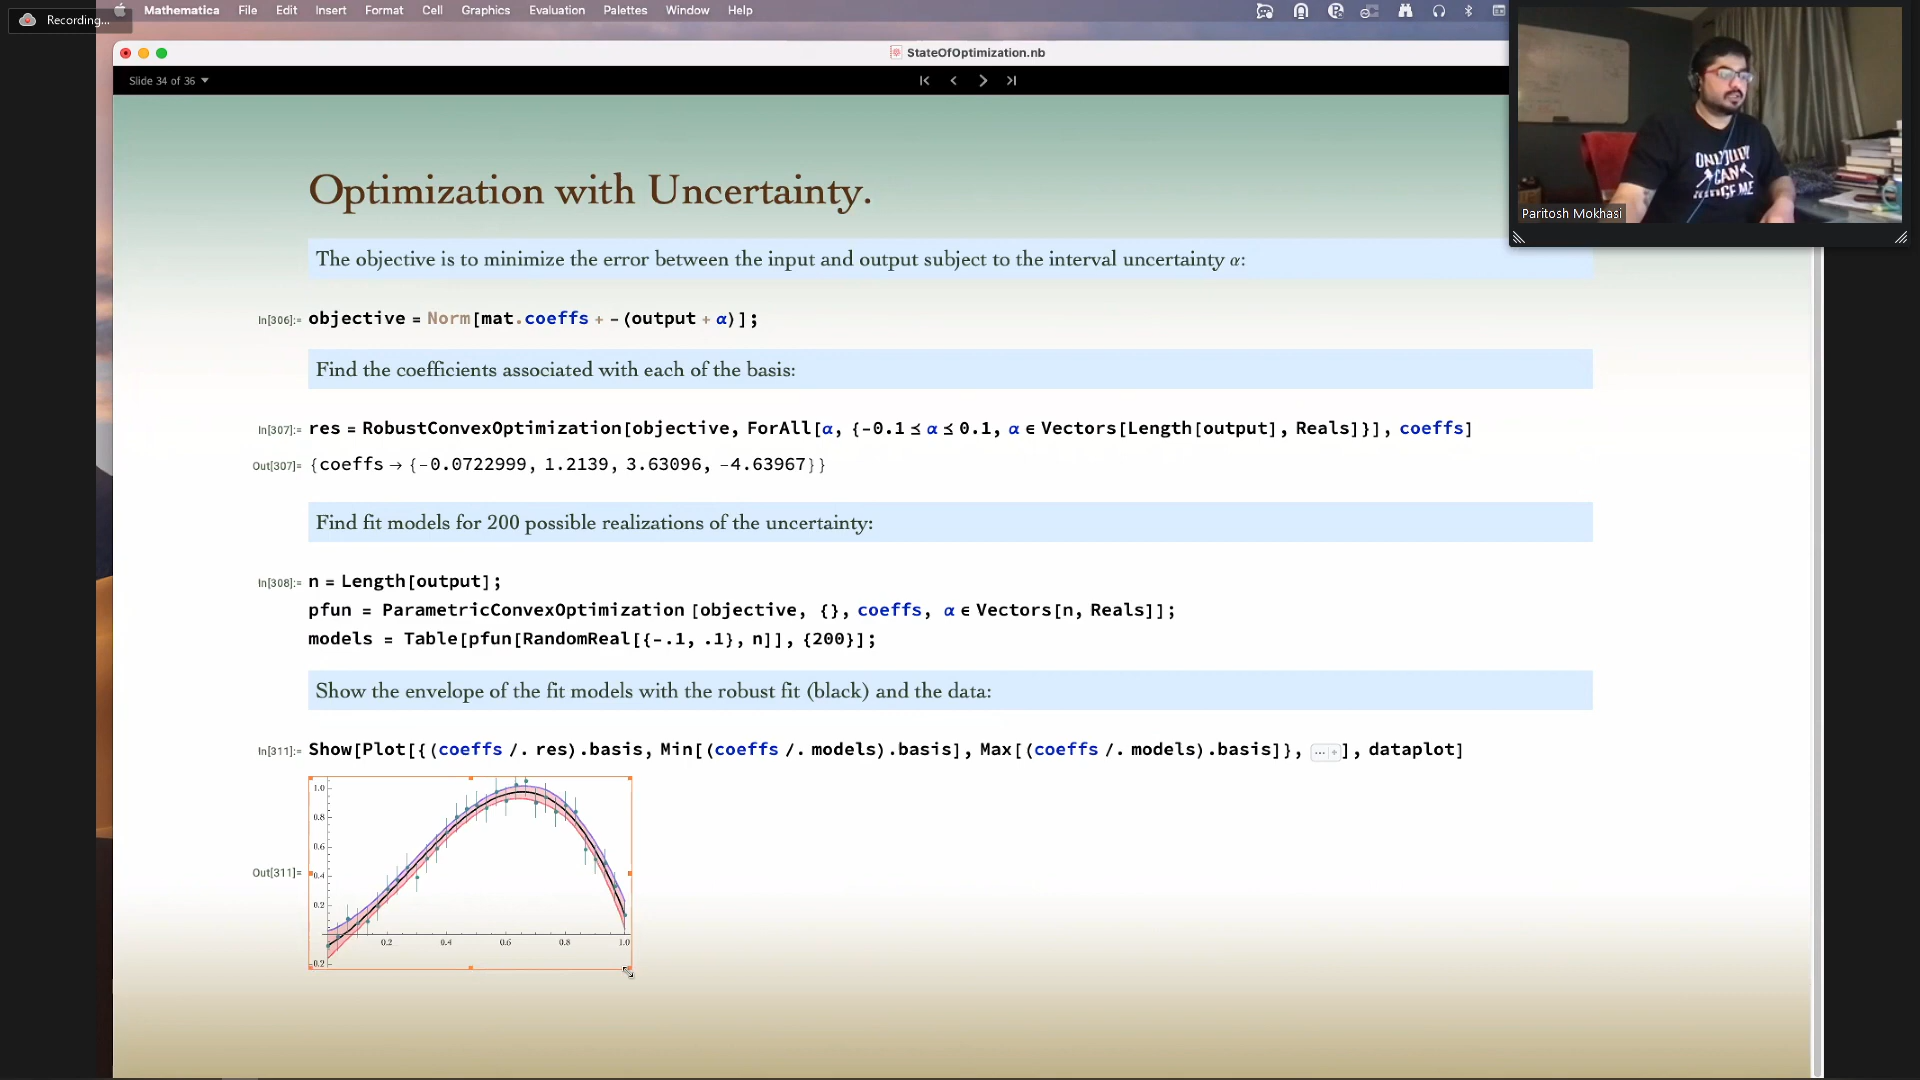 Recording...
Mathematica File Edit Insert Format Cell Graphics Evaluation Palettes Window Help
StateOfOptimization.nb
Slide 34 of 36
ONLY JUDY
CAN
JUDGE ME
Paritosh Mokhasi
Optimization with Uncertainty.
The objective is to minimize the error between the input and output subject to the interval uncertainty α:
In[306]:= objective = Norm[mat.coeffs + - (output + α)];
Find the coefficients associated with each of the basis:
In[307]:= res = RobustConvexOptimization[objective, ForAll[α, {-0.1 ≤ α ≤ 0.1, α ∈ Vectors[Length[output], Reals]}], coeffs]
Out[307]= {coeffs → {-0.0722999, 1.2139, 3.63096, -4.63967}}
Find fit models for 200 possible realizations of the uncertainty:
In[308]:= n = Length[output];
pfun = ParametricConvexOptimization [objective, {}, coeffs, α ∈ Vectors[n, Reals]];
models = Table[pfun[RandomReal[{-.1, .1}, n]], {200}];
Show the envelope of the fit models with the robust fit (black) and the data:
In[311]:= Show[Plot[{(coeffs /. res).basis, Min[(coeffs /. models).basis], Max[(coeffs /. models).basis]}, ... +], dataplot]
Out[311]=
1.0
0.8
0.6
0.4
0.2
0.2 0.4 0.6 0.8 1.0
-0.2